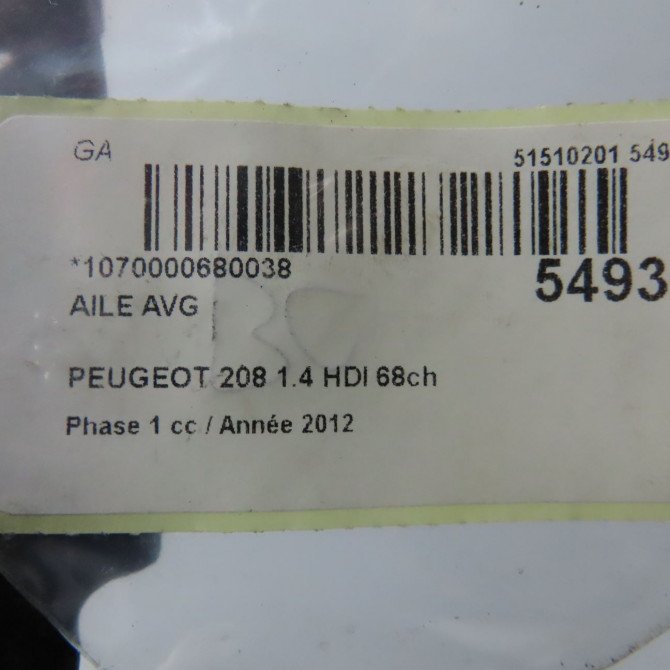 GA
51510201 549
*1070000680038
5493
AILE AVG
PEUGEOT 208 1.4 HDI 68ch
Phase 1 cc / Année 2012